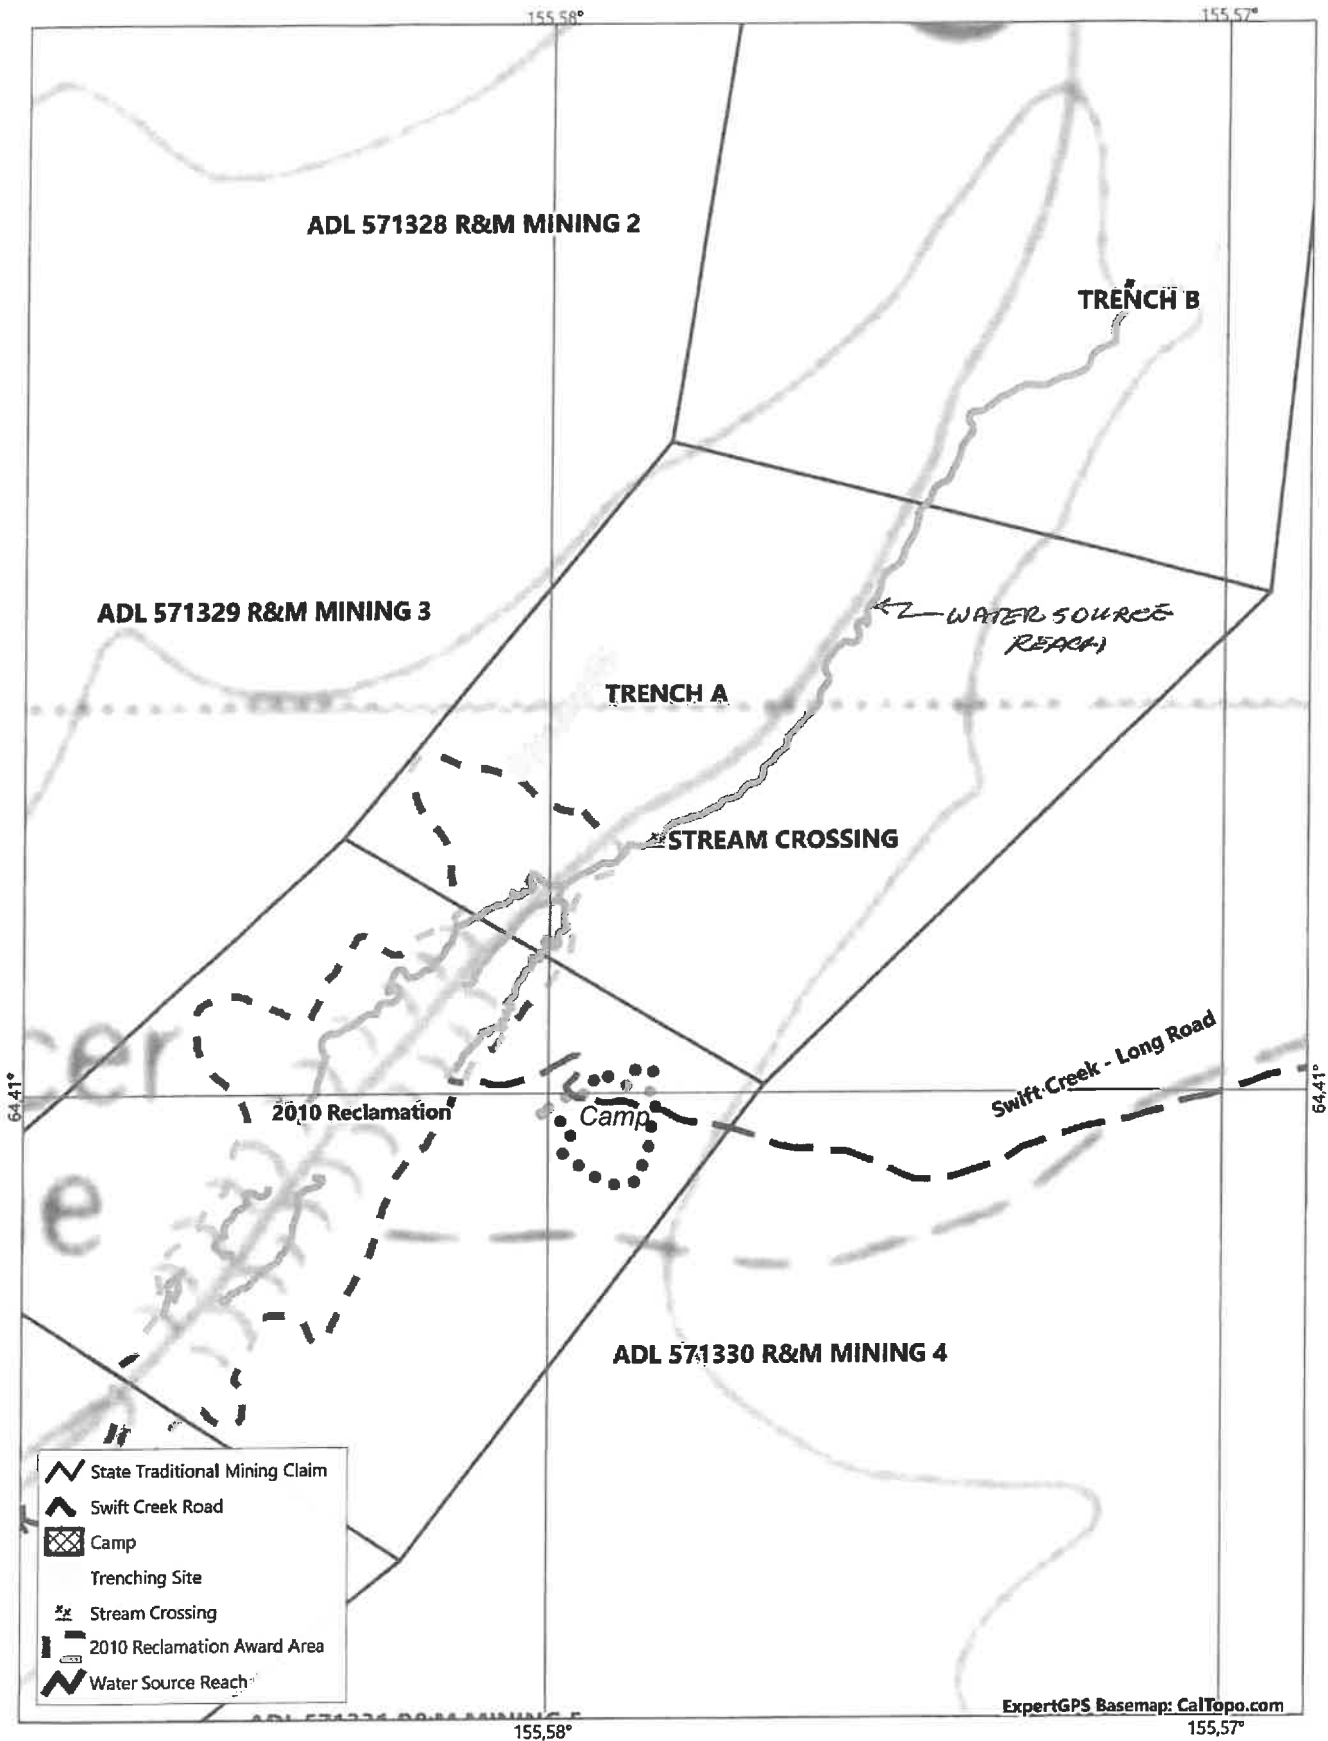 155,58°
155,57°
ADL 571328 R&M MINING 2
TRENCH B
ADL 571329 R&M MINING 3
WATER SOURCE
REACH
TRENCH A
STREAM CROSSING
cer
e
64,41°
64,41°
Swift Creek - Long Road
2010 Reclamation
Camp
ADL 571330 R&M MINING 4
State Traditional Mining Claim
Swift Creek Road
Camp
Trenching Site
Stream Crossing
2010 Reclamation Award Area
Water Source Reach
ExpertGPS Basemap: CalTopo.com
155,58°
155,57°